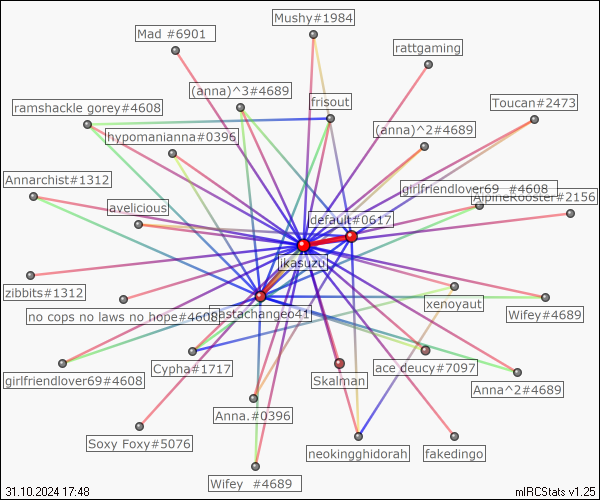 Mushy#1984
Mad #6901
rattgaming
(anna)^3#4689
frisout
ramshackle gorey#4608
Toucan#2473
hypomanianna#0396
(anna)^2#4689
Annarchist#1312
girlfriendlover69 #4608
AlpineRooster#2156
avelicious
default#0617
ikasuzu
zibbits#1312
xenoyaut
no cops no laws no hope#4608
eastachangeo41
Wifey#4689
Cypha#1717
ace deucy#7097
girlfriendlover69#4608
Skalman
Anna^2#4689
Anna.#0396
Soxy Foxy#5076
neokingghidorah
fakedingo
Wifey #4689
31.10.2024 17:48
mIRCStats v1.25